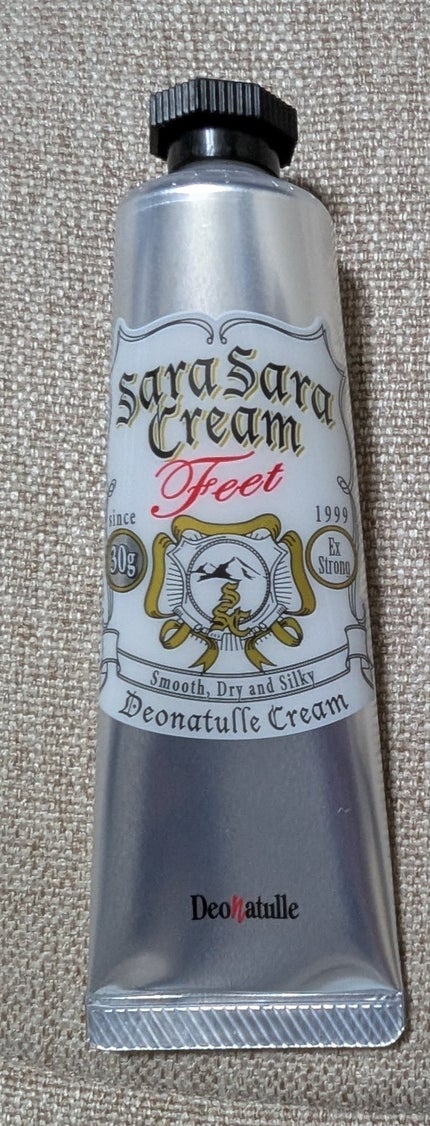 Sara Sara
Cream
Feet
since 1999
30g
Ex
Strong
Smooth, Dry and Silky
Deonatulle Cream
Deonatulle